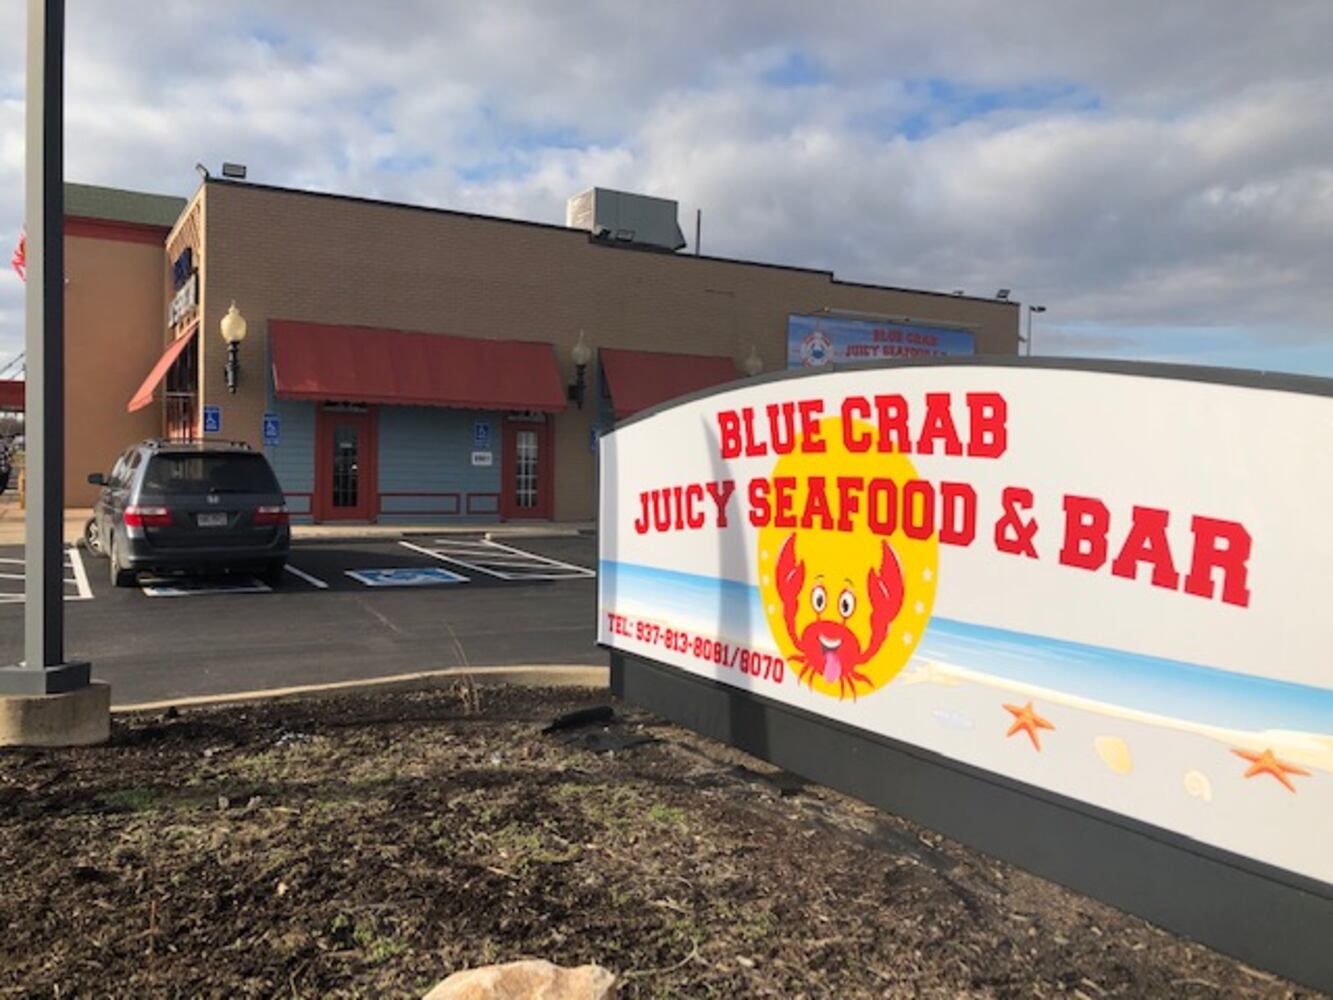 BLUE CRAB
JUICY SEAFOOD & BAR
TEL: 937-813-8081/8070
BLUE CRAB
JUICY SEAFOOD